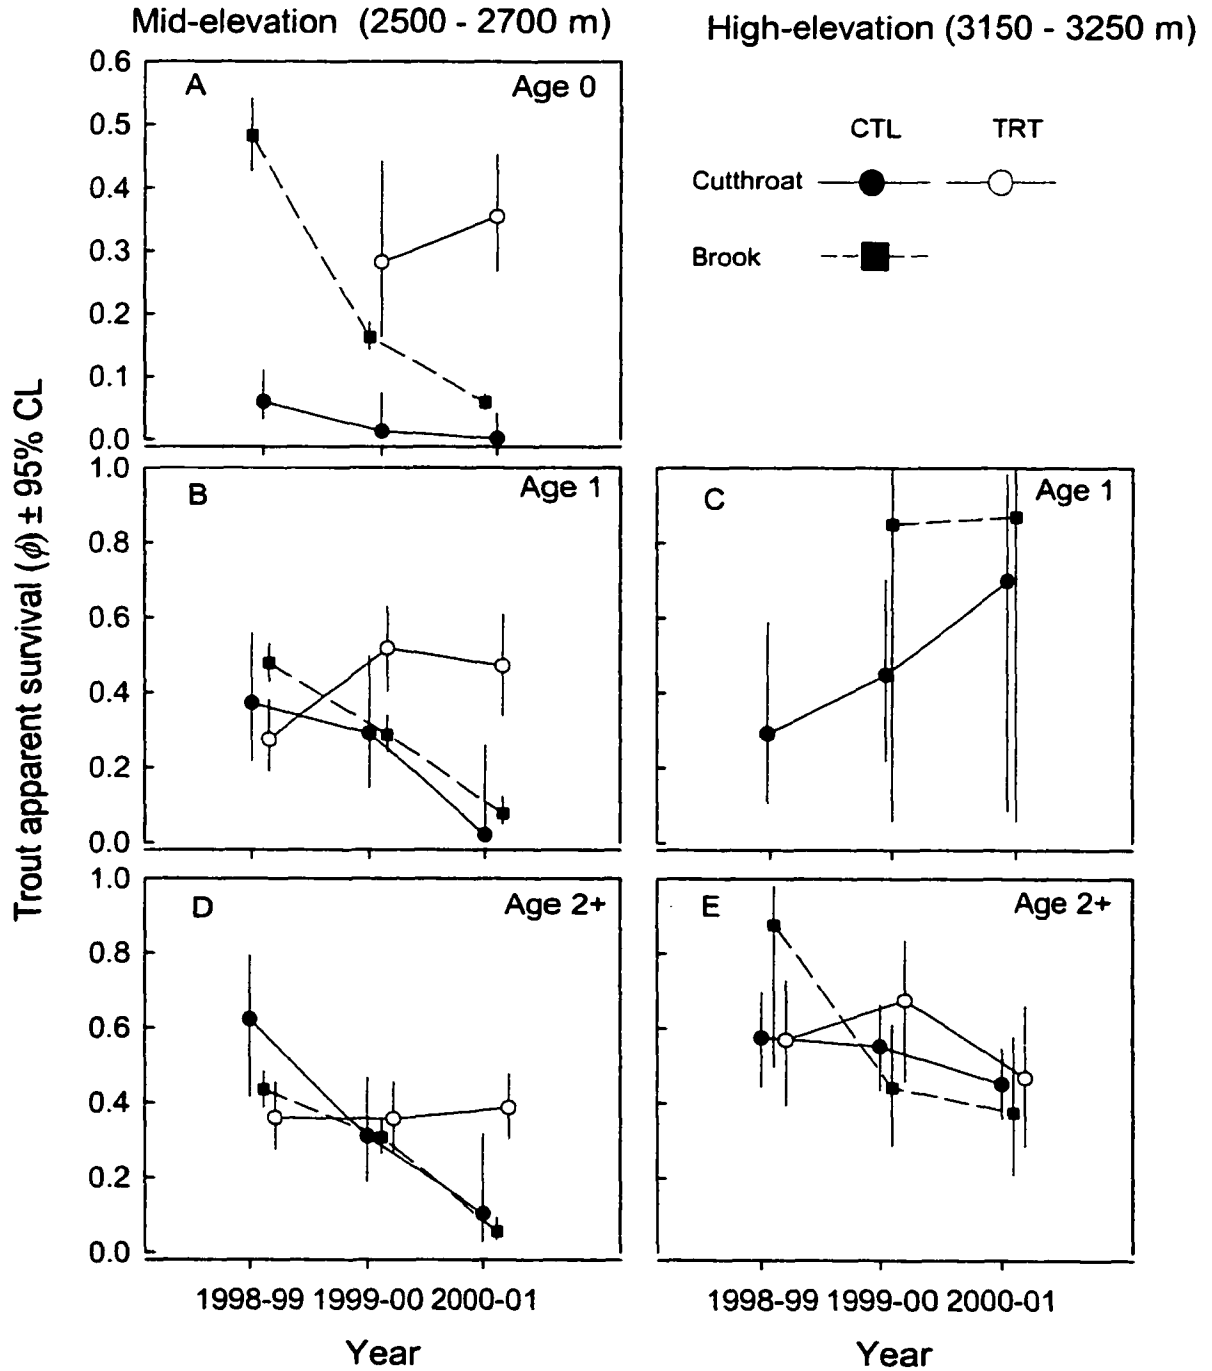 Mid-elevation (2500 - 2700 m)
High-elevation (3150 - 3250 m)
A
Age 0
0.6
0.5
0.4
0.3
0.2
0.1
0.0
CTL TRT
Cutthroat
Brook
Trout apparent survival (ϕ) ± 95% CL
B
Age 1
1.0
0.8
0.6
0.4
0.2
0.0
C
Age 1
D
Age 2+
1.0
0.8
0.6
0.4
0.2
0.0
E
Age 2+
1998-99 1999-00 2000-01
Year
1998-99 1999-00 2000-01
Year